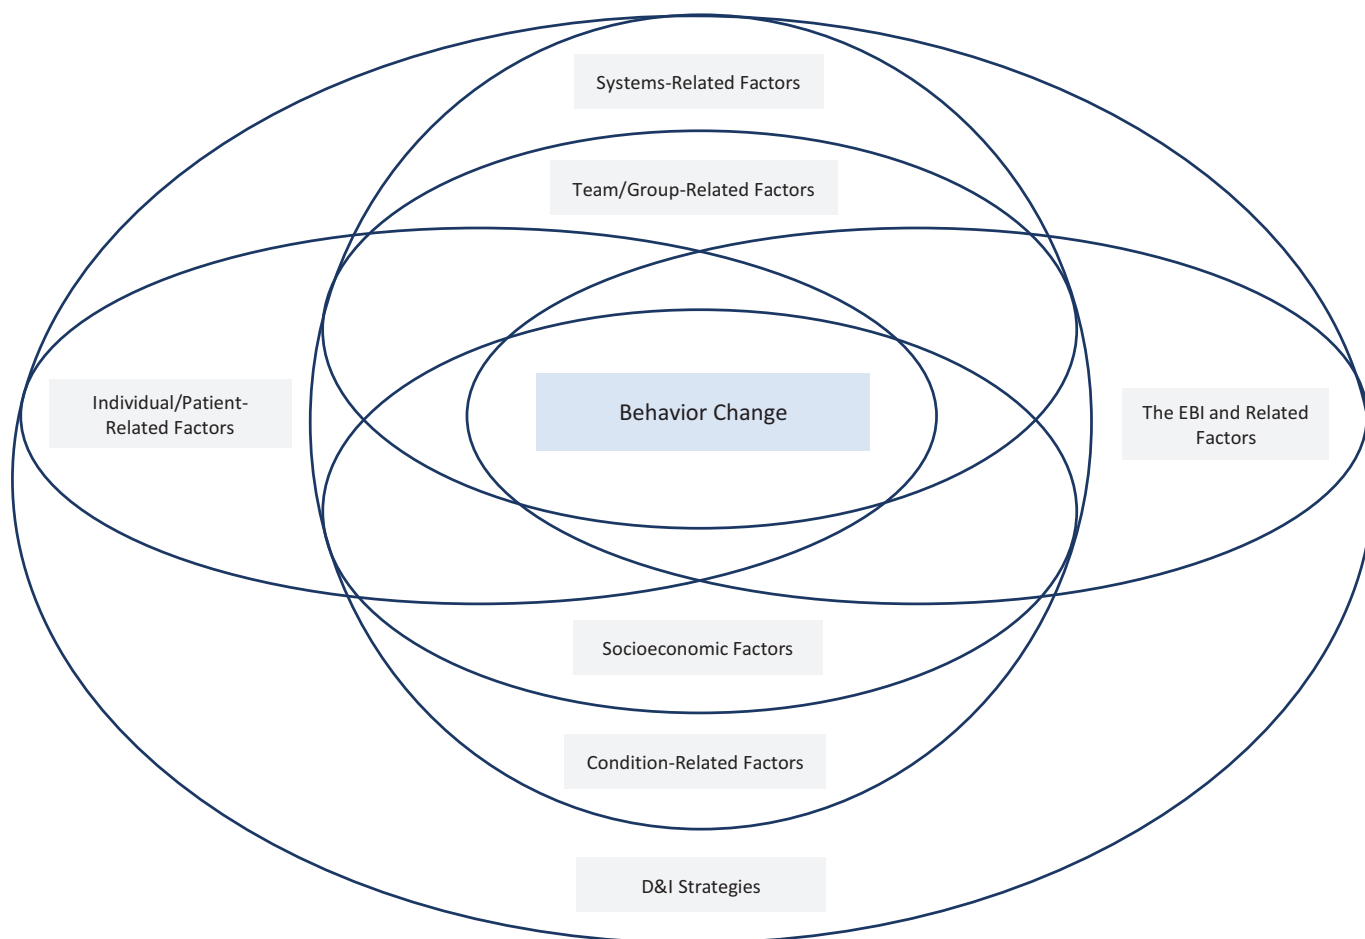 Systems-Related Factors
Team/Group-Related Factors
Individual/Patient-
Related Factors
Behavior Change
The EBI and Related
Factors
Socioeconomic Factors
Condition-Related Factors
D&I Strategies